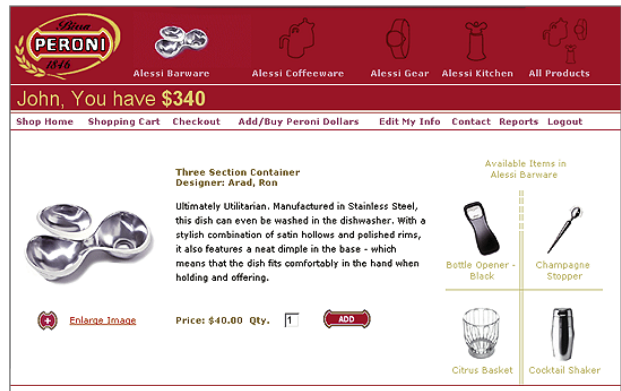 Birra
PERONI
1846
Alessi Barware
Alessi Coffeeware
Alessi Gear
Alessi Kitchen
All Products
John, You have $340
Shop Home
Shopping Cart
Checkout
Add/Buy Peroni Dollars
Edit My Info
Contact
Reports
Logout
Three Section Container
Designer: Arad, Ron
Ultimately Utilitarian. Manufactured in Stainless Steel,
this dish can even be washed in the dishwasher. With a
stylish combination of satin hollows and polished rims,
it also features a neat dimple in the base - which
means that the dish fits comfortably in the hand when
holding and offering.
Enlarge Image
Price: $40.00 Qty.
1
ADD
Available Items in
Alessi Barware
Bottle Opener -
Black
Champagne
Stopper
Citrus Basket
Cocktail Shaker